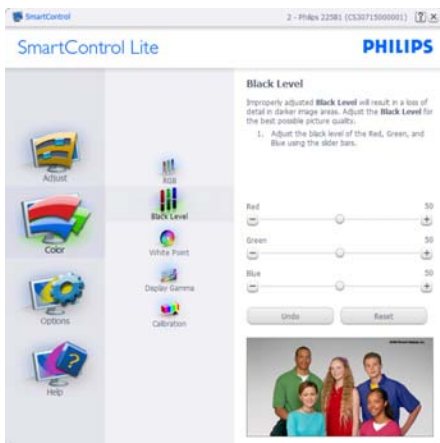 SmartControl
2 - Philips 225B1 (CS30715000001)
SmartControl Lite
PHILIPS
Adjust
Color
Options
Help
RGB
Black Level
White Point
Display Gamma
Calibration
Black Level
Improperly adjusted Black Level will result in a loss of
detail in darker image areas. Adjust the Black Level for
the best possible picture quality.
1. Adjust the black level of the Red, Green, and
Blue using the slider bars.
Red 50
Green 50
Blue 50
Undo Reset